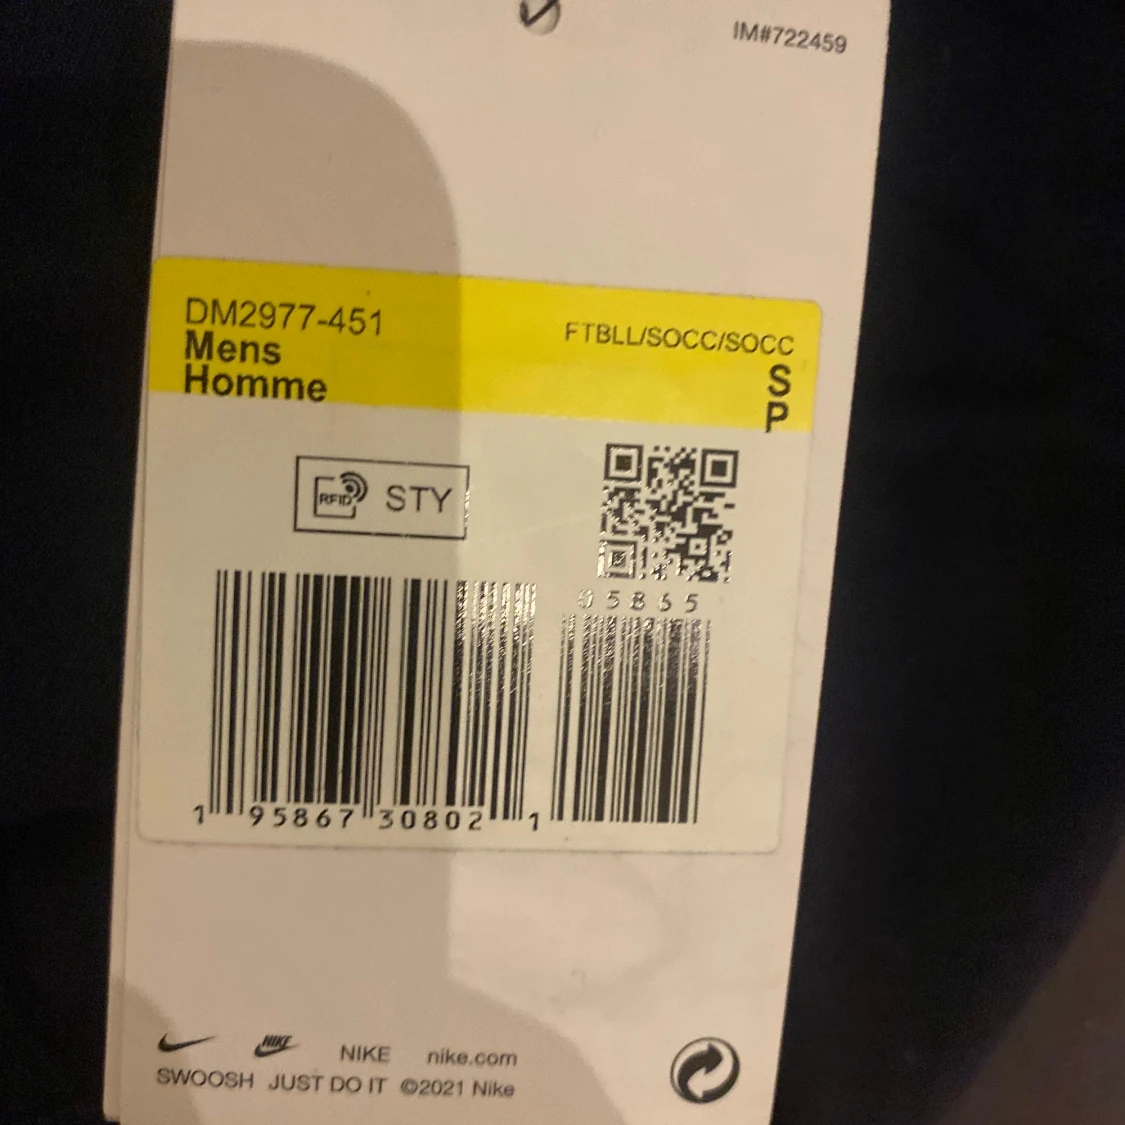 IM#722459
DM2977-451
FTBLL/SOCC/SOCC
Mens
S
Homme
P
RFID STY
05865
1 95867 30802 1
NIKE NIKE nike.com
SWOOSH JUST DO IT ©2021 Nike